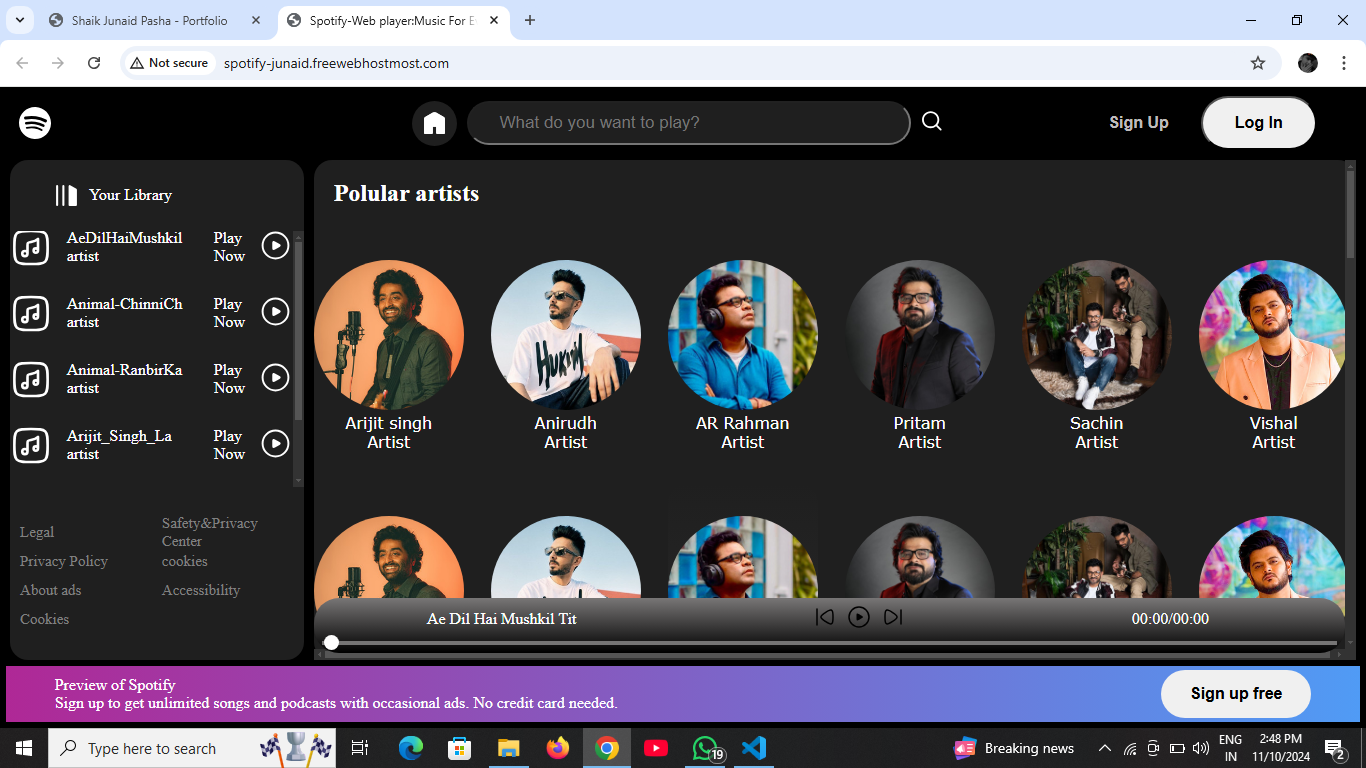 Shaik Junaid Pasha - Portfolio
Spotify-Web player:Music For E
Not secure
spotify-junaid.freewebhostmost.com
What do you want to play?
Sign Up
Log In
Your Library
AeDilHaiMushkil
artist
Play
Now
Animal-ChinniCh
artist
Play
Now
Animal-RanbirKa
artist
Play
Now
Arijit_Singh_La
artist
Play
Now
Legal
Safety&Privacy
Center
Privacy Policy
cookies
About ads
Accessibility
Cookies
Polular artists
Arijit singh
Artist
Anirudh
Artist
AR Rahman
Artist
Pritam
Artist
Sachin
Artist
Vishal
Artist
Ae Dil Hai Mushkil Tit
00:00/00:00
Preview of Spotify
Sign up to get unlimited songs and podcasts with occasional ads. No credit card needed.
Sign up free
Type here to search
19
Breaking news
ENG
IN
2:48 PM
11/10/2024
2